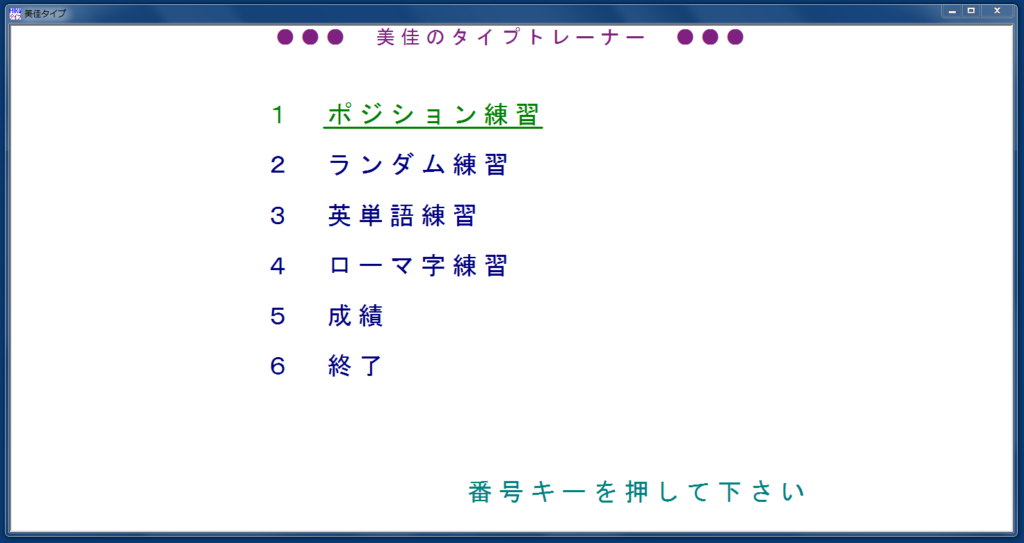 美佳タイプ
●●● 美佳のタイプトレーナー ●●●
1 ポジション練習
2 ランダム練習
3 英単語練習
4 ローマ字練習
5 成績
6 終了
番号キーを押して下さい